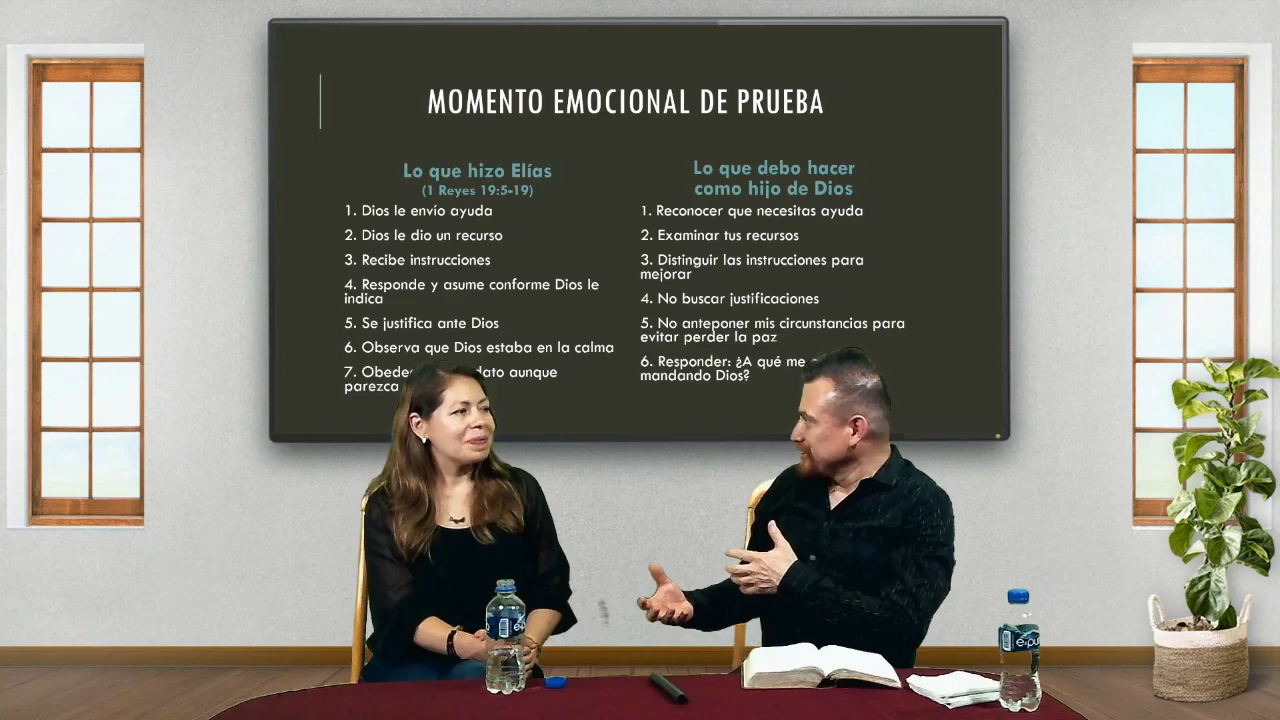 MOMENTO EMOCIONAL DE PRUEBA
Lo que hizo Elías
(1 Reyes 19:5-19)
1. Dios le envío ayuda
2. Dios le dio un recurso
3. Recibe instrucciones
4. Responde y asume conforme Dios le
indica
5. Se justifica ante Dios
6. Observa que Dios estaba en la calma
7. aunque
parezca
Lo que debo hacer
como hijo de Dios
1. Reconocer que necesitas ayuda
2. Examinar tus recursos
3. Distinguir las instrucciones para
mejorar
4. No buscar justificaciones
5. No anteponer mis circunstancias para
evitar perder la paz
6. Responder: ¿A qué me
mandando Dios?